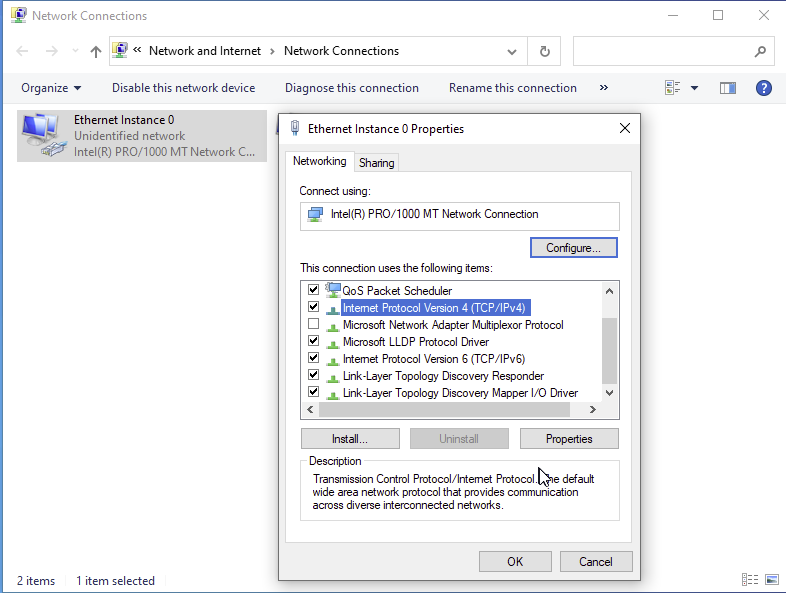 Network Connections
« Network and Internet › Network Connections
Organize Disable this network device Diagnose this connection Rename this connection »
Ethernet Instance 0
Unidentified network
Intel(R) PRO/1000 MT Network C...
Ethernet Instance 0 Properties
Networking Sharing
Connect using:
Intel(R) PRO/1000 MT Network Connection
Configure...
This connection uses the following items:
QoS Packet Scheduler
Internet Protocol Version 4 (TCP/IPv4)
Microsoft Network Adapter Multiplexor Protocol
Microsoft LLDP Protocol Driver
Internet Protocol Version 6 (TCP/IPv6)
Link-Layer Topology Discovery Responder
Link-Layer Topology Discovery Mapper I/O Driver
Install... Uninstall Properties
Description
Transmission Control Protocol/Internet Protocol. The default
wide area network protocol that provides communication
across diverse interconnected networks.
OK Cancel
2 items 1 item selected